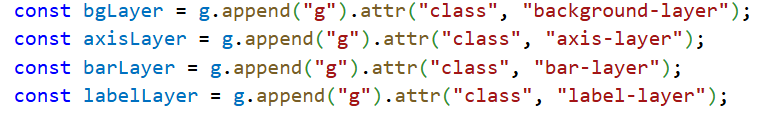 const bgLayer = g.append("g").attr("class", "background-layer");
const axisLayer = g.append("g").attr("class", "axis-layer");
const barLayer = g.append("g").attr("class", "bar-layer");
const labelLayer = g.append("g").attr("class", "label-layer");